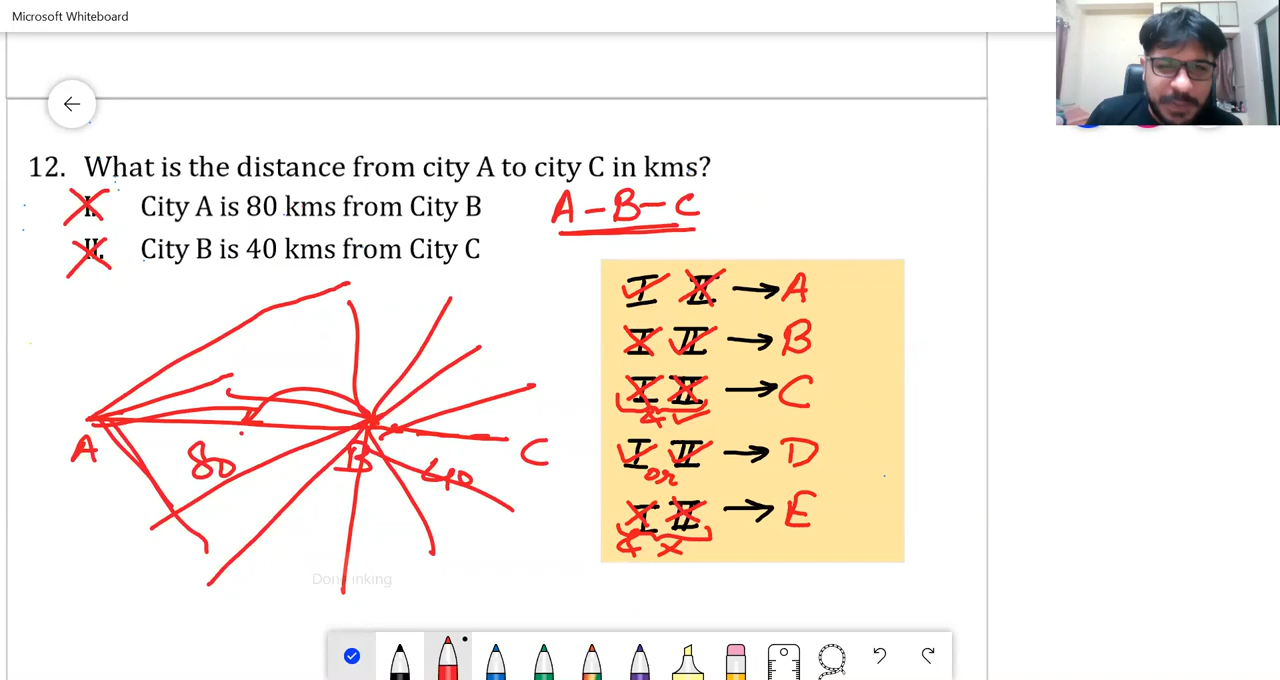 Microsoft Whiteboard
12. What is the distance from city A to city C in kms?
I. City A is 80 kms from City B
A-B-C
II. City B is 40 kms from City C
I II → A
I II → B
I II → C
&
I II → D
or
I II → E
&
A 80 B 40 C
Done inking